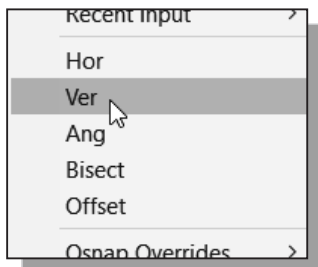 Recent Input
Hor
Ver
Ang
Bisect
Offset
Osnap Overrides